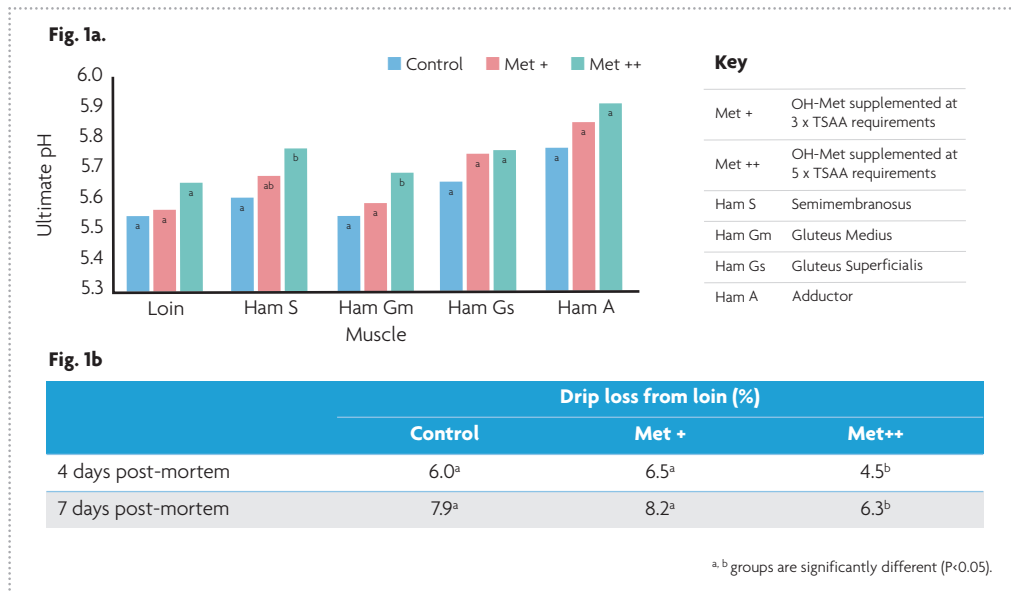 Fig. 1a.
Control Met + Met ++
Ultimate pH
6.0
5.9
5.8
5.7
5.6
5.5
5.4
5.3
a a a
a ab b
a a b
a a a
a a a
Loin Ham S Ham Gm Ham Gs Ham A
Muscle
Key
Met + OH-Met supplemented at
3 x TSAA requirements
Met ++ OH-Met supplemented at
5 x TSAA requirements
Ham S Semimembranosus
Ham Gm Gluteus Medius
Ham Gs Gluteus Superficialis
Ham A Adductor
Fig. 1b
Drip loss from loin (%)
Control Met + Met++
4 days post-mortem 6.0ᵃ 6.5ᵃ 4.5ᵇ
7 days post-mortem 7.9ᵃ 8.2ᵃ 6.3ᵇ
ᵃ, ᵇ groups are significantly different (P<0.05).